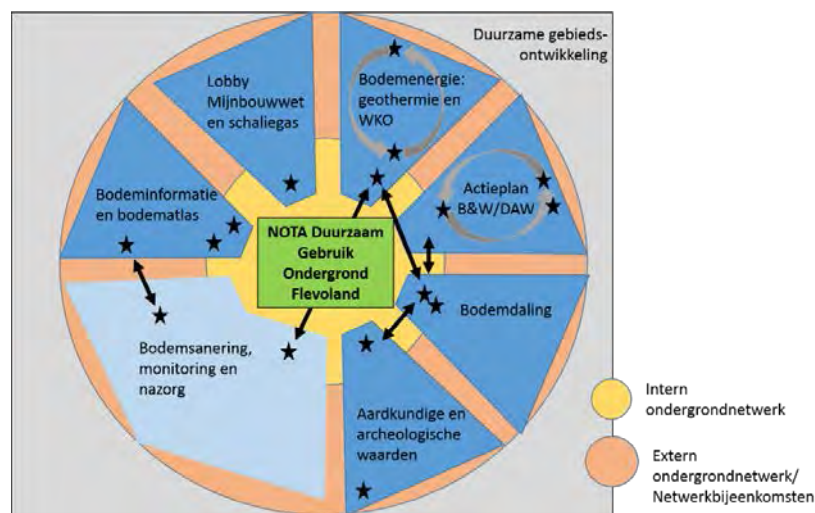 Duurzame gebieds-
ontwikkeling
Lobby
Mijnbouwwet
en schaliegas
Bodemenergie:
geothermie en
WKO
Bodeminformatie
en bodematlas
Actieplan
B&W/DAW
NOTA Duurzaam
Gebruik
Ondergrond
Flevoland
Bodemsanering,
monitoring en
nazorg
Bodemdaling
Aardkundige en
archeologische
waarden
Intern
ondergrondnetwerk
Extern
ondergrondnetwerk/
Netwerkbijeenkomsten